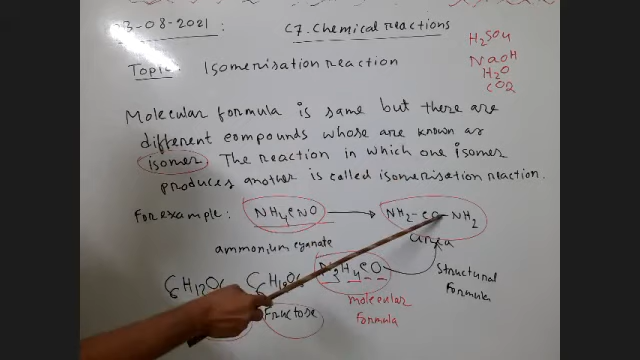 23-08-2021: C7. Chemical Reactions
H2SO4
NaOH
H2O
CO2
Topic: Isomerisation reaction
Molecular formula is same but there are
different compounds whose are known as
isomer. The reaction in which one isomer
produces another is called isomerisation reaction.
For example: NH4CNO → NH2-CO-NH2
ammonium cyanate urea
C6H12O6 C6H12O6 N2H4CO Structural Formula
Fructose molecular formula